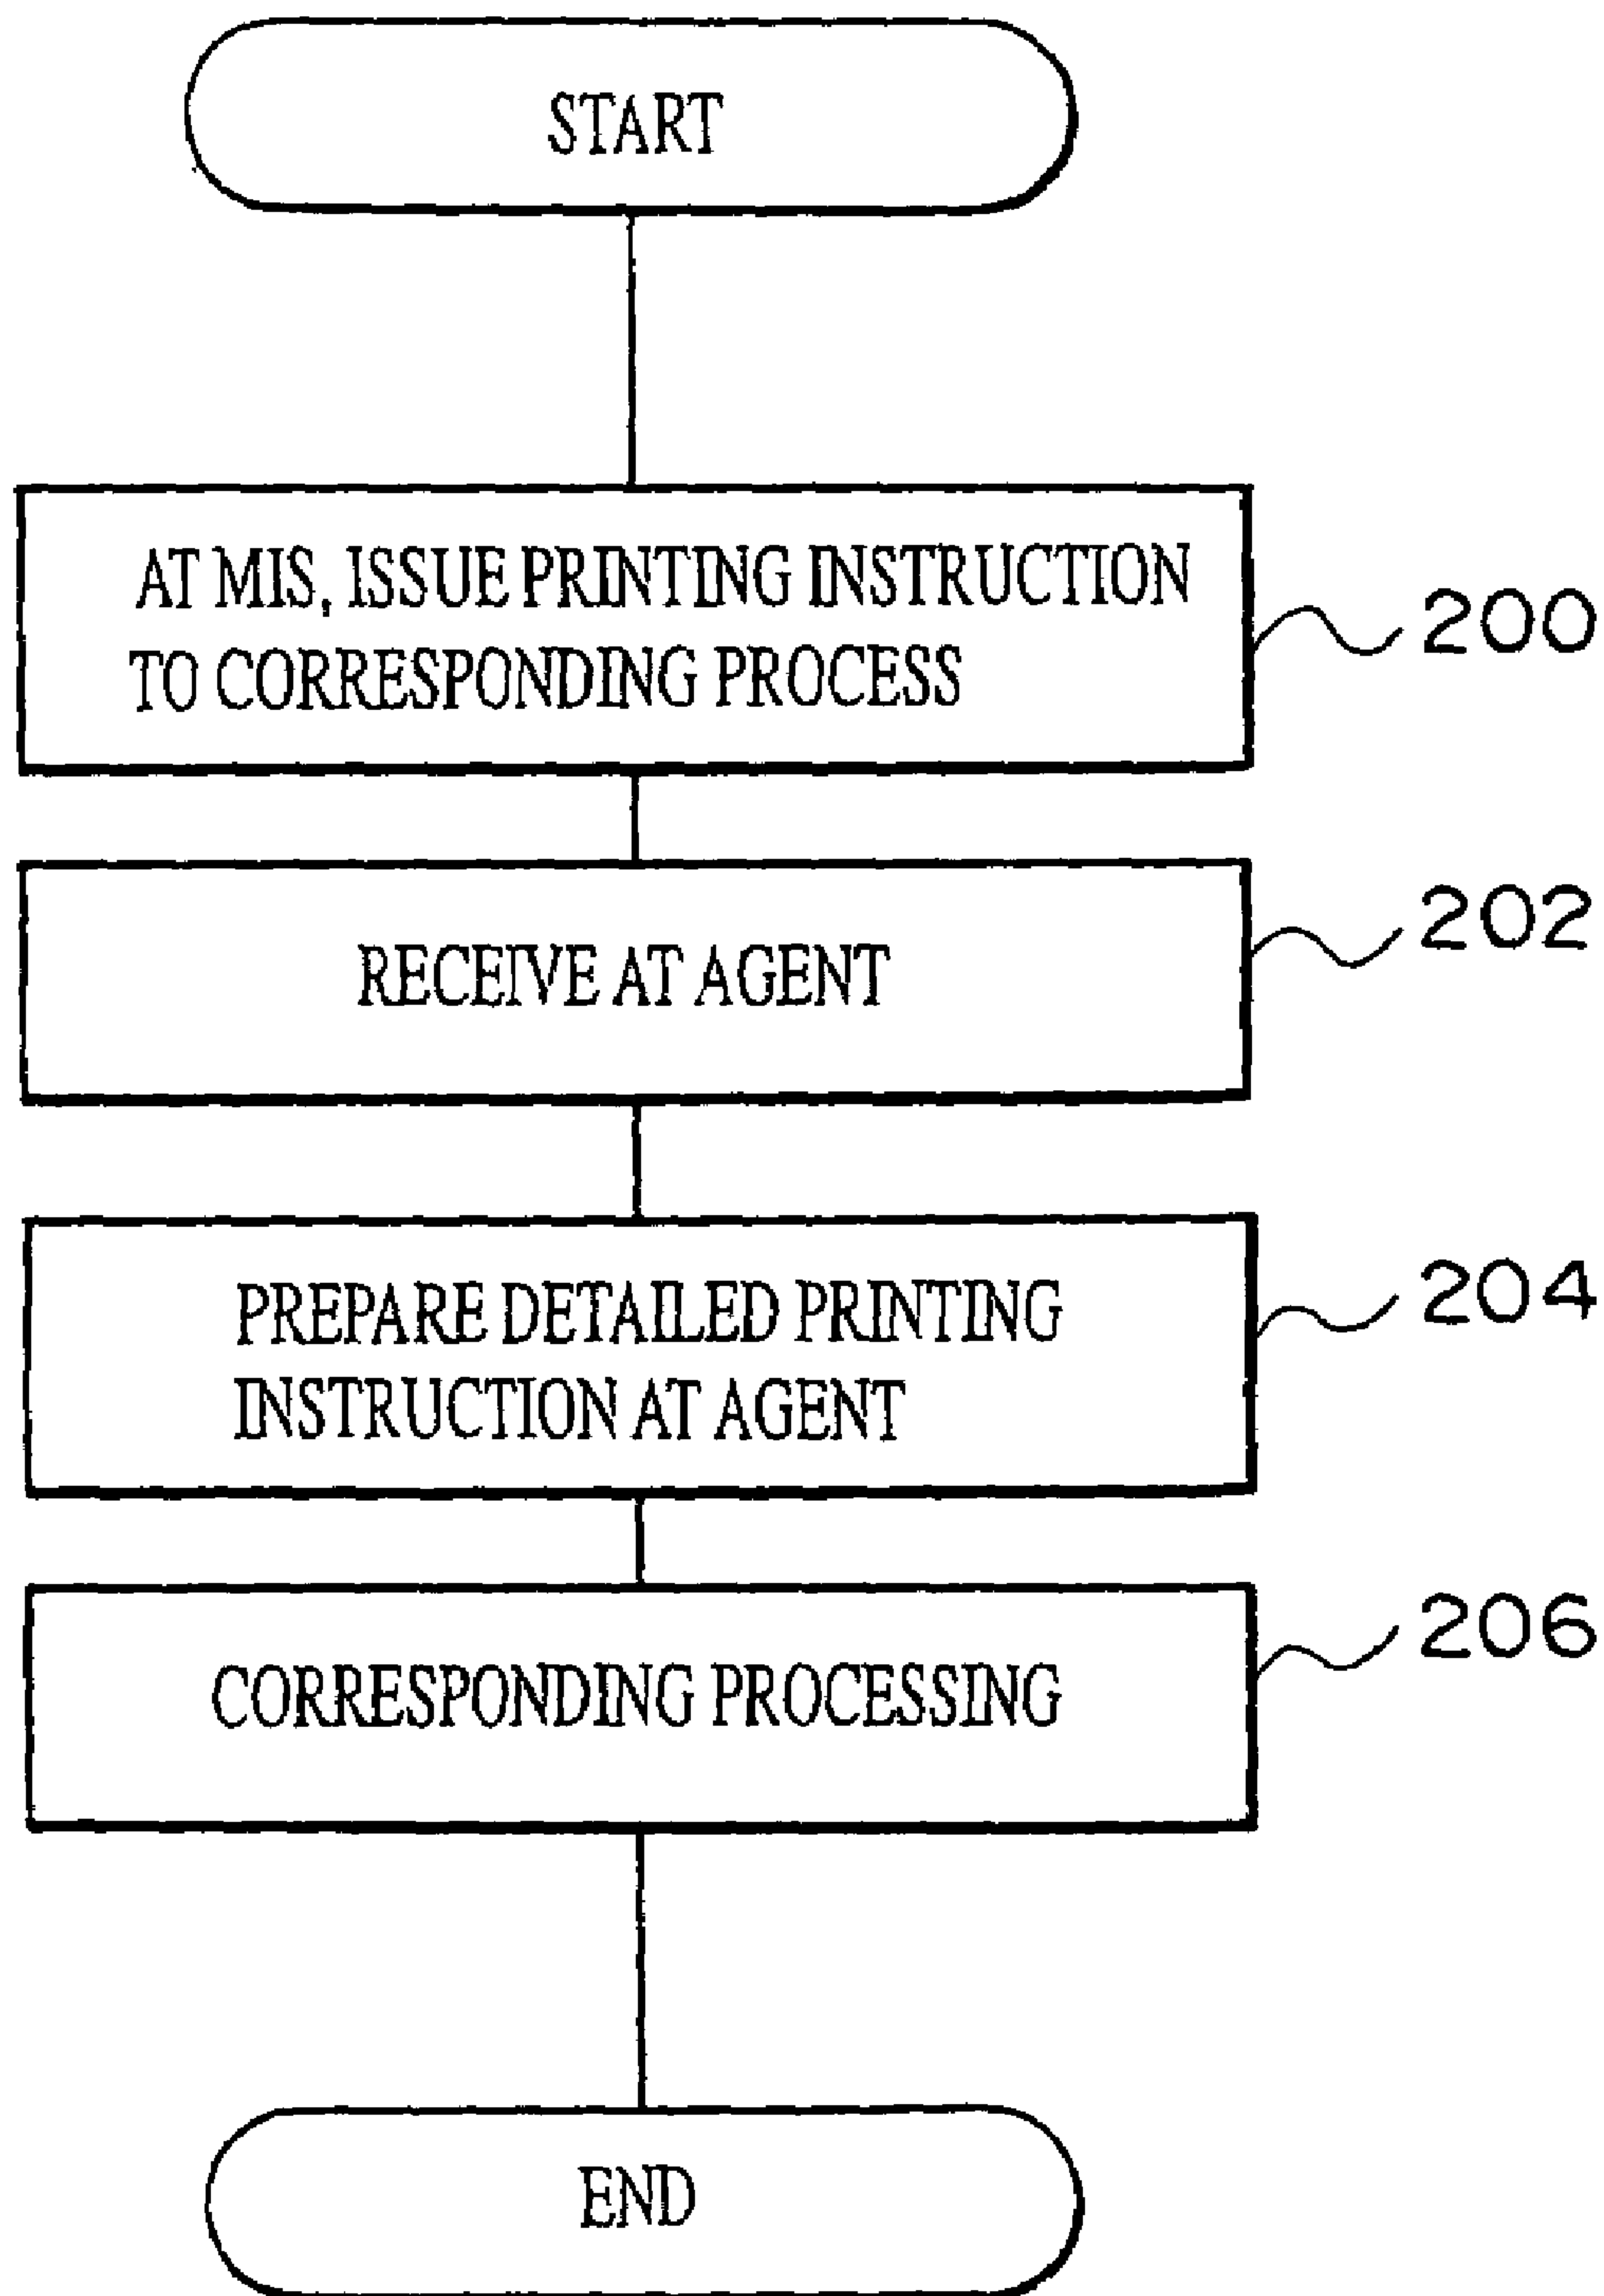 START
AT MIS, ISSUE PRINTING INSTRUCTION
TO CORRESPONDING PROCESS
200
RECEIVE AT AGENT
202
PREPARE DETAILED PRINTING
INSTRUCTION AT AGENT
204
CORRESPONDING PROCESSING
206
END